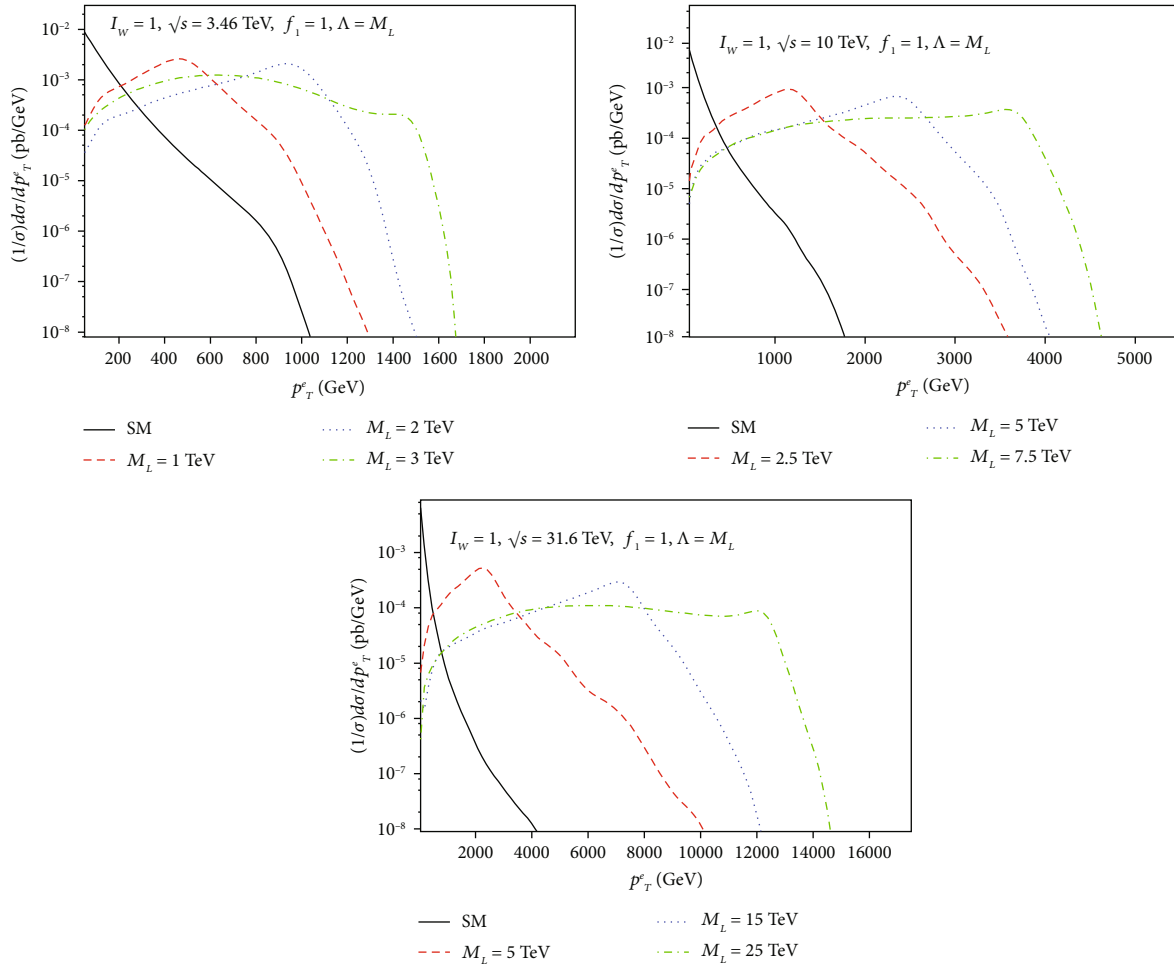 I_W = 1, √s = 3.46 TeV, f_1 = 1, Λ = M_L
(1/σ)dσ/dp^e_T (pb/GeV)
10^−2
10^−3
10^−4
10^−5
10^−6
10^−7
10^−8
200 400 600 800 1000 1200 1400 1600 1800 2000
p^e_T (GeV)
SM
M_L = 1 TeV
M_L = 2 TeV
M_L = 3 TeV
I_W = 1, √s = 10 TeV, f_1 = 1, Λ = M_L
(1/σ)dσ/dp^e_T (pb/GeV)
10^−2
10^−3
10^−4
10^−5
10^−6
10^−7
10^−8
1000 2000 3000 4000 5000
p^e_T (GeV)
SM
M_L = 2.5 TeV
M_L = 5 TeV
M_L = 7.5 TeV
I_W = 1, √s = 31.6 TeV, f_1 = 1, Λ = M_L
(1/σ)dσ/dp^e_T (pb/GeV)
10^−3
10^−4
10^−5
10^−6
10^−7
10^−8
2000 4000 6000 8000 10000 12000 14000 16000
p^e_T (GeV)
SM
M_L = 5 TeV
M_L = 15 TeV
M_L = 25 TeV